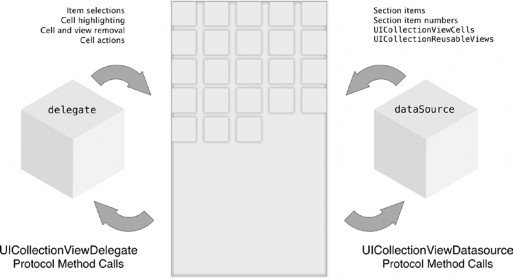 Item selections
Cell highlighting
Cell and view removal
Cell actions
Section items
Section item numbers
UICollectionViewCells
UICollectionReusableViews
delegate
dataSource
UICollectionViewDelegate
Protocol Method Calls
UICollectionViewDatasource
Protocol Method Calls